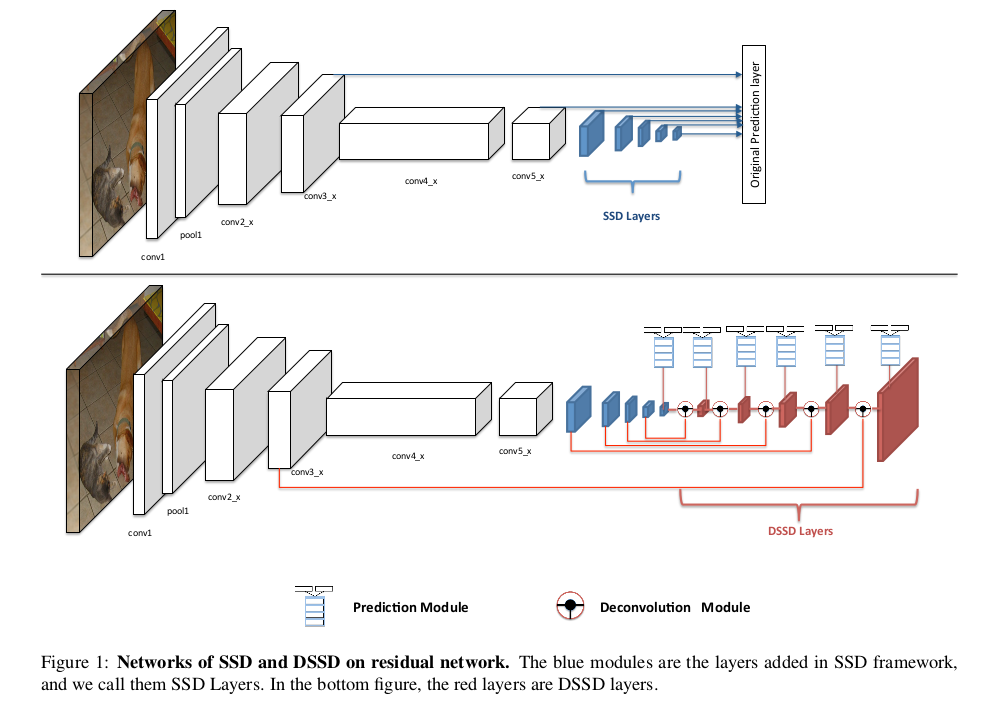 Original Prediction layer
conv1
pool1
conv2_x
conv3_x
conv4_x
conv5_x
SSD Layers
conv1
pool1
conv2_x
conv3_x
conv4_x
conv5_x
DSSD Layers
Prediction Module
Deconvolution Module
Figure 1: Networks of SSD and DSSD on residual network. The blue modules are the layers added in SSD framework,
and we call them SSD Layers. In the bottom figure, the red layers are DSSD layers.